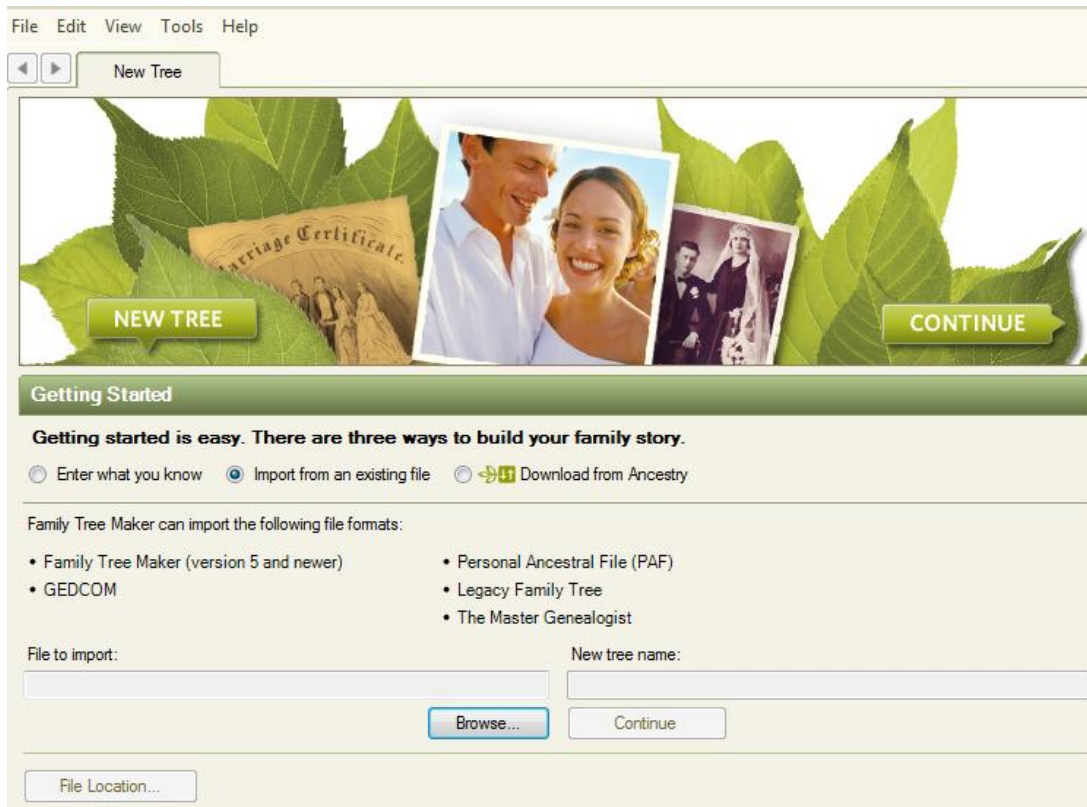 File Edit View Tools Help
New Tree
Marriage Certificate
NEW TREE
CONTINUE
Getting Started
Getting started is easy. There are three ways to build your family story.
Enter what you know Import from an existing file Download from Ancestry
Family Tree Maker can import the following file formats:
• Family Tree Maker (version 5 and newer) • Personal Ancestral File (PAF)
• GEDCOM • Legacy Family Tree
• The Master Genealogist
File to import: New tree name:
Browse... Continue
File Location...